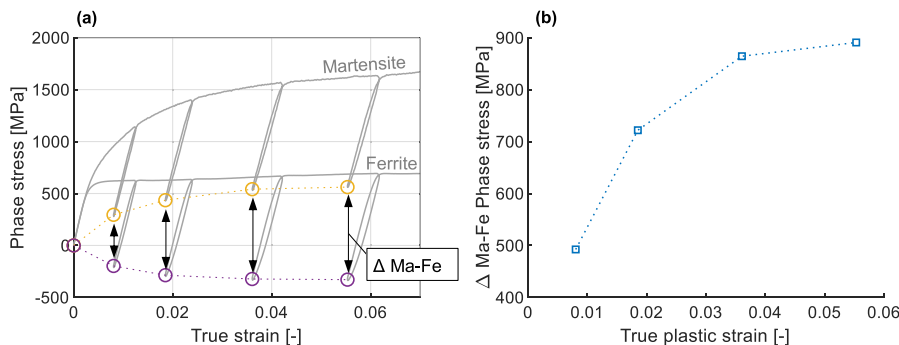 (a)
Phase stress [MPa]
2000
1500
1000
500
0
-500
Martensite
Ferrite
Δ Ma-Fe
0
0.02
0.04
0.06
True strain [-]
(b)
Δ Ma-Fe Phase stress [MPa]
900
800
700
600
500
400
0
0.01
0.02
0.03
0.04
0.05
0.06
True plastic strain [-]